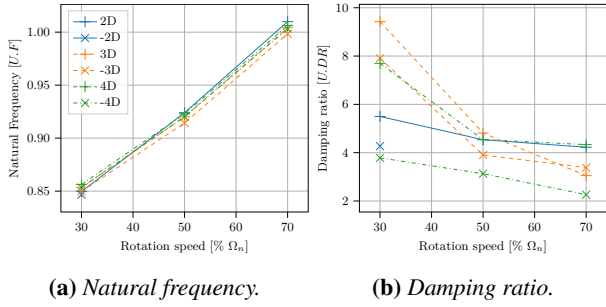 1.00
0.95
0.90
0.85
Natural Frequency [U.F]
2D
-2D
3D
-3D
4D
-4D
30 40 50 60 70
Rotation speed [% Ωn]
(a) Natural frequency.
10
8
6
4
2
Damping ratio [U.DR]
30 40 50 60 70
Rotation speed [% Ωn]
(b) Damping ratio.